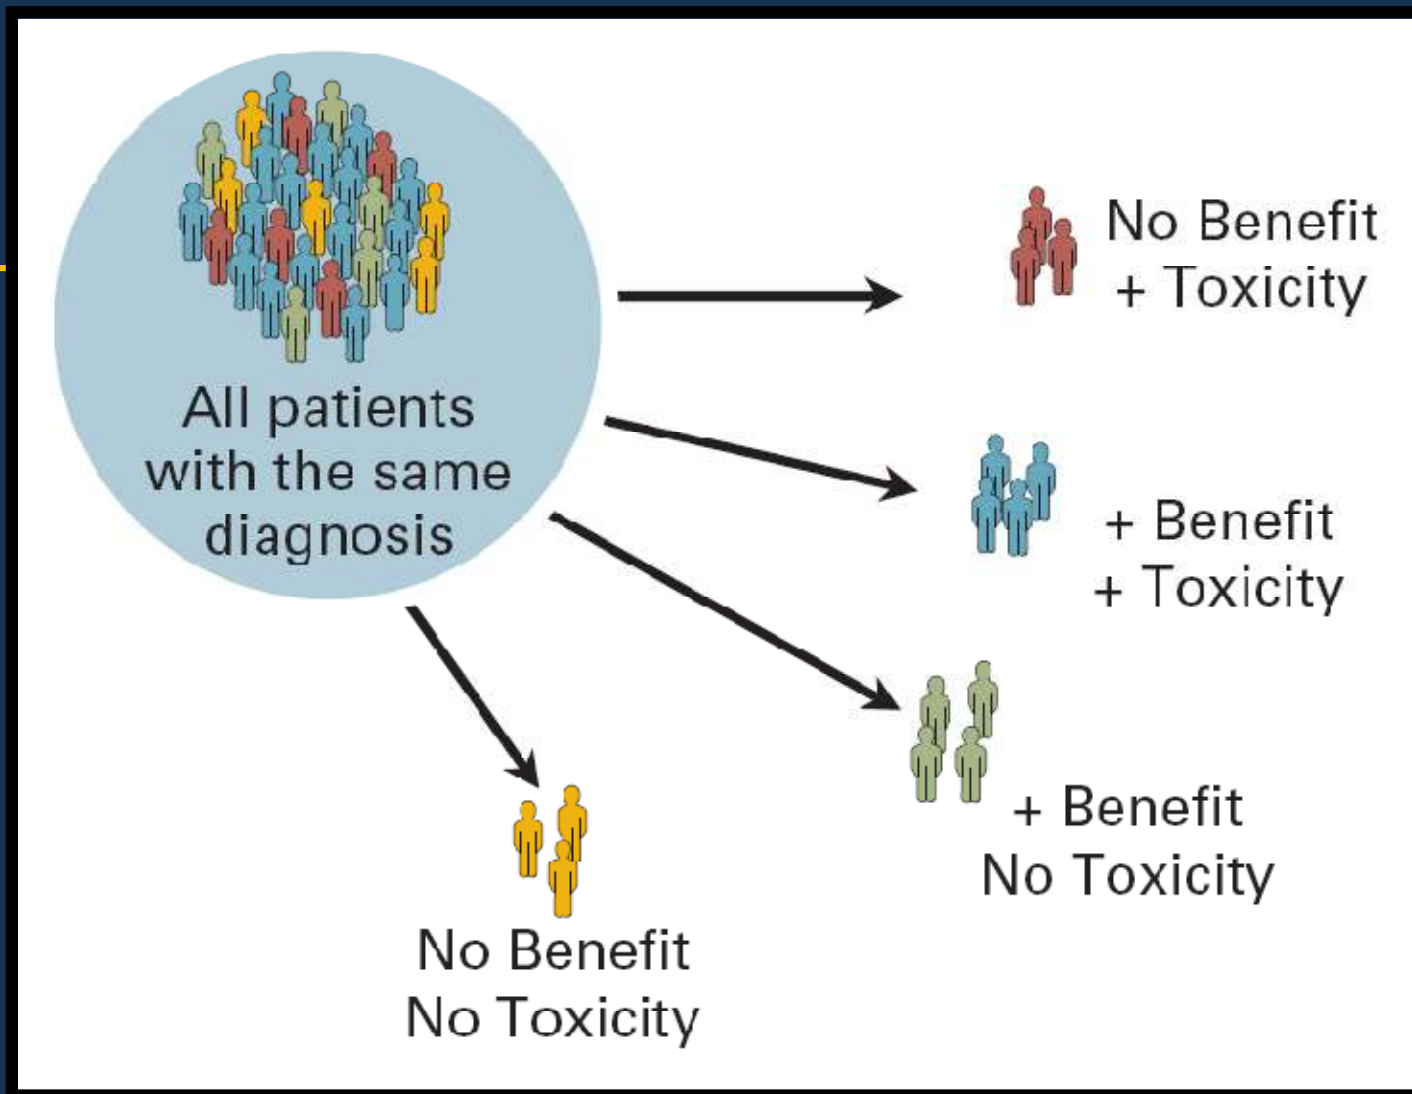 All patients
with the same
diagnosis
No Benefit
+ Toxicity
+ Benefit
+ Toxicity
+ Benefit
No Toxicity
No Benefit
No Toxicity